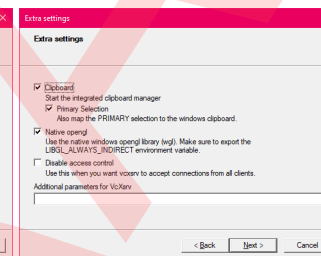 Extra settings
Extra settings
Clipboard
Start the integrated clipboard manager
Primary Selection
Also map the PRIMARY selection to the windows clipboard.
Native opengl
Use the native windows opengl library (wgl). Make sure to export the
LIBGL_ALWAYS_INDIRECT environment variable.
Disable access control
Use this when you want vcxsrv to accept connections from all clients.
Additional parameters for VcXsrv
< Back Next > Cancel